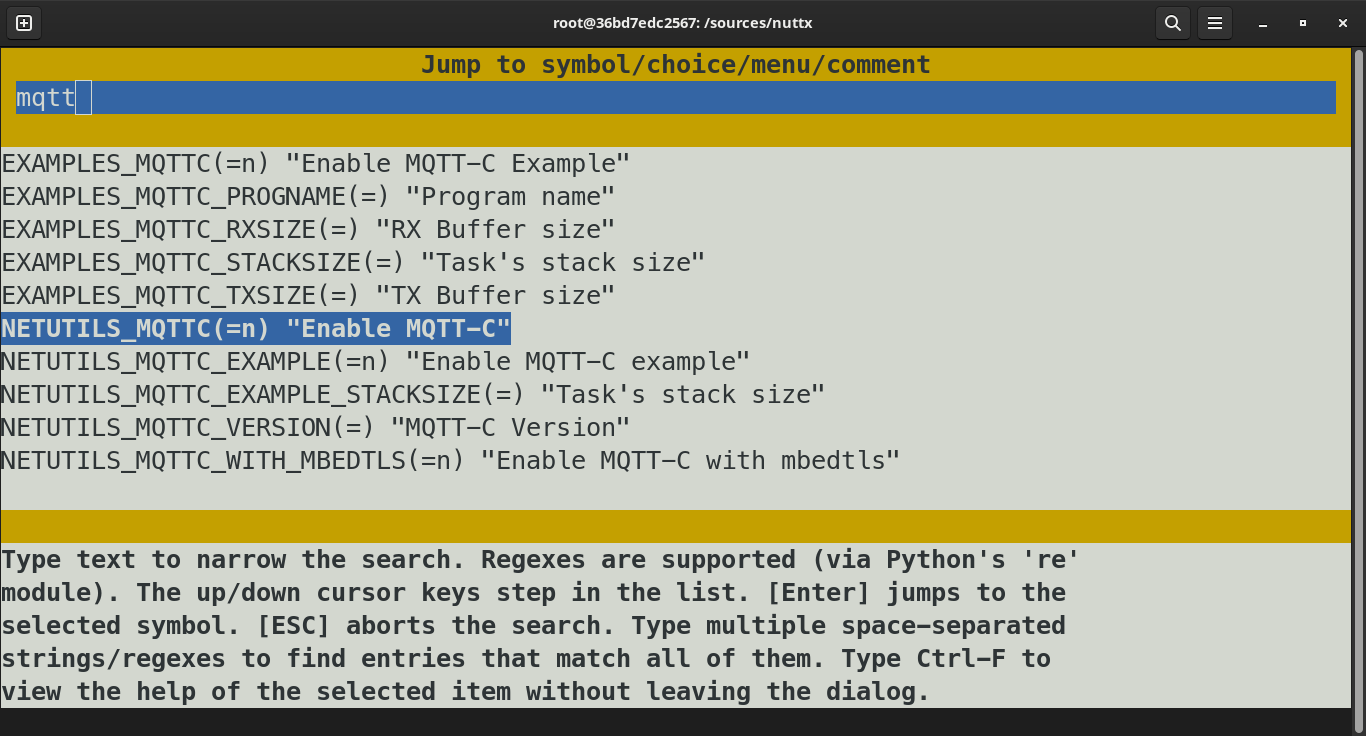 root@36bd7edc2567: /sources/nuttx
Jump to symbol/choice/menu/comment
mqtt
EXAMPLES_MQTTC(=n) "Enable MQTT-C Example"
EXAMPLES_MQTTC_PROGNAME(=) "Program name"
EXAMPLES_MQTTC_RXSIZE(=) "RX Buffer size"
EXAMPLES_MQTTC_STACKSIZE(=) "Task's stack size"
EXAMPLES_MQTTC_TXSIZE(=) "TX Buffer size"
NETUTILS_MQTTC(=n) "Enable MQTT-C"
NETUTILS_MQTTC_EXAMPLE(=n) "Enable MQTT-C example"
NETUTILS_MQTTC_EXAMPLE_STACKSIZE(=) "Task's stack size"
NETUTILS_MQTTC_VERSION(=) "MQTT-C Version"
NETUTILS_MQTTC_WITH_MBEDTLS(=n) "Enable MQTT-C with mbedtls"
Type text to narrow the search. Regexes are supported (via Python's 're'
module). The up/down cursor keys step in the list. [Enter] jumps to the
selected symbol. [ESC] aborts the search. Type multiple space-separated
strings/regexes to find entries that match all of them. Type Ctrl-F to
view the help of the selected item without leaving the dialog.